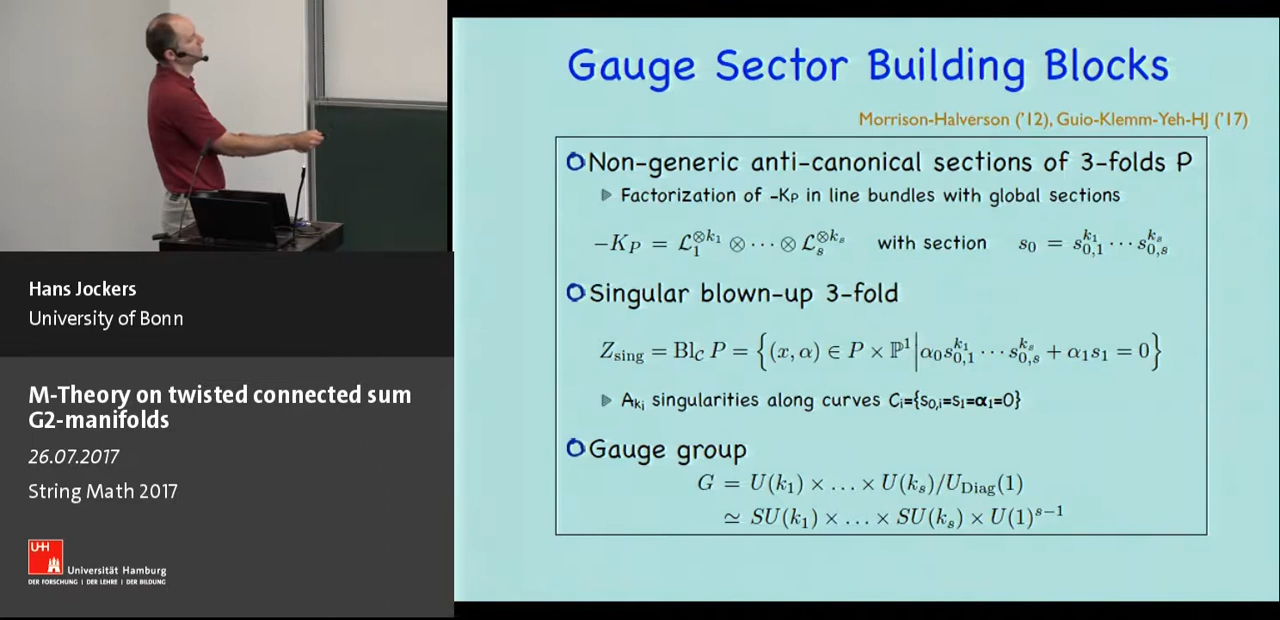 Gauge Sector Building Blocks
Morrison-Halverson ('12), Guio-Klemm-Yeh-HJ ('17)
Non-generic anti-canonical sections of 3-folds P
Factorization of -K_P in line bundles with global sections
−K_P = ℒ_1^{⊗k_1} ⊗ ⋯ ⊗ ℒ_s^{⊗k_s} with section s_0 = s_{0,1}^{k_1} ⋯ s_{0,s}^{k_s}
Singular blown-up 3-fold
Z_sing = Bl_𝒞 P = {(x, α) ∈ P × ℙ^1 | α_0 s_{0,1}^{k_1} ⋯ s_{0,s}^{k_s} + α_1 s_1 = 0}
A_{k_i} singularities along curves C_i={s_{0,i}=s_1=α_1=0}
Gauge group
G = U(k_1) × … × U(k_s)/U_Diag(1)
≃ SU(k_1) × … × SU(k_s) × U(1)^{s−1}
Hans Jockers
University of Bonn
M-Theory on twisted connected sum
G2-manifolds
26.07.2017
String Math 2017
UH
Universität Hamburg
DER FORSCHUNG | DER LEHRE | DER BILDUNG